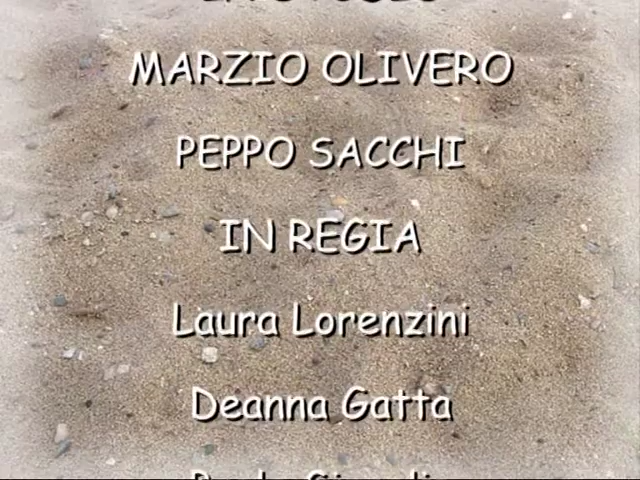 MARZIO OLIVERO
PEPPO SACCHI
IN REGIA
Laura Lorenzini
Deanna Gatta